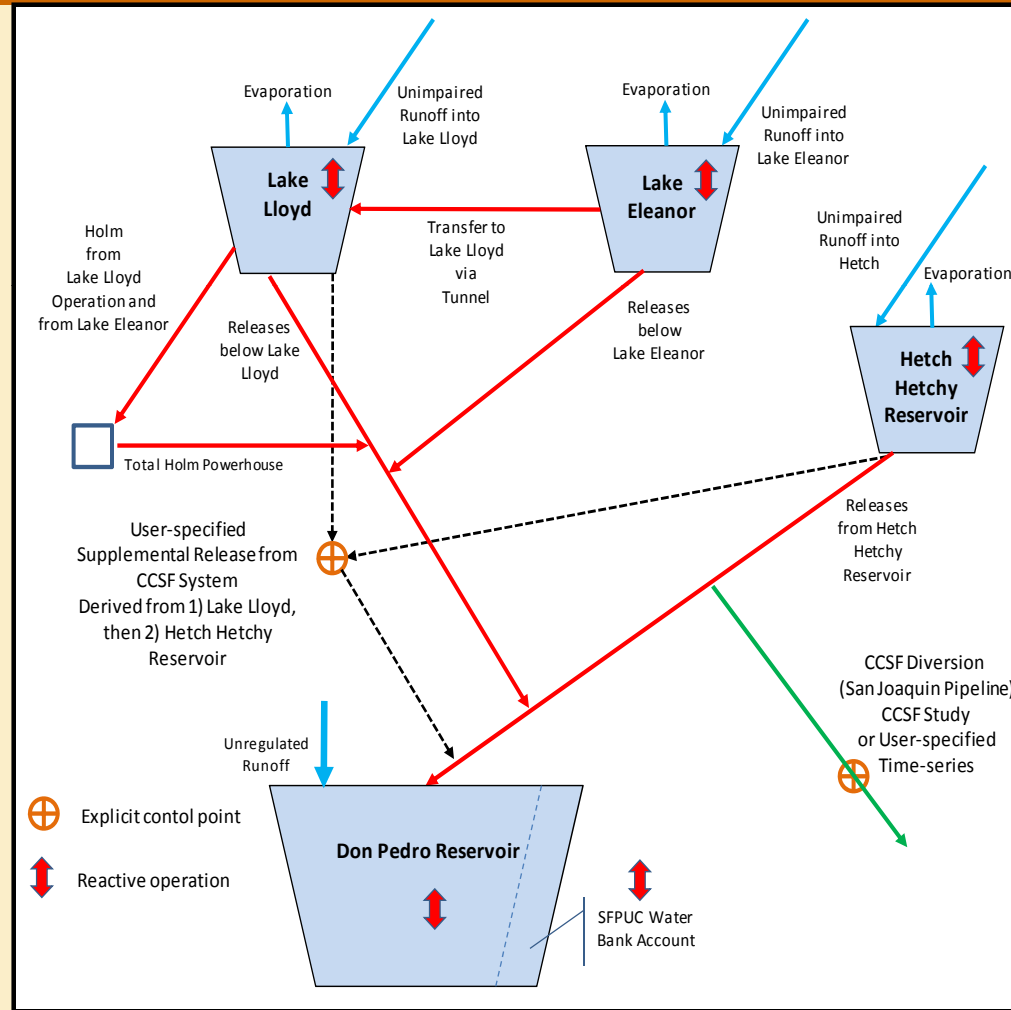 Evaporation
Unimpaired
Runoff into
Lake Lloyd
Evaporation
Unimpaired
Runoff into
Lake Eleanor
Lake
Lloyd
Lake
Eleanor
Holm
from
Lake Lloyd
Operation and
from Lake Eleanor
Transfer to
Lake Lloyd
via
Tunnel
Unimpaired
Runoff into
Hetch
Evaporation
Releases
below Lake
Lloyd
Releases
below
Lake Eleanor
Hetch
Hetchy
Reservoir
Total Holm Powerhouse
Releases
from Hetch
Hetchy
Reservoir
User-specified
Supplemental Release from
CCSF System
Derived from 1) Lake Lloyd,
then 2) Hetch Hetchy
Reservoir
CCSF Diversion
(San Joaquin Pipeline)
CCSF Study
or User-specified
Time-series
Unregulated
Runoff
Explicit contol point
Reactive operation
Don Pedro Reservoir
SFPUC Water
Bank Account